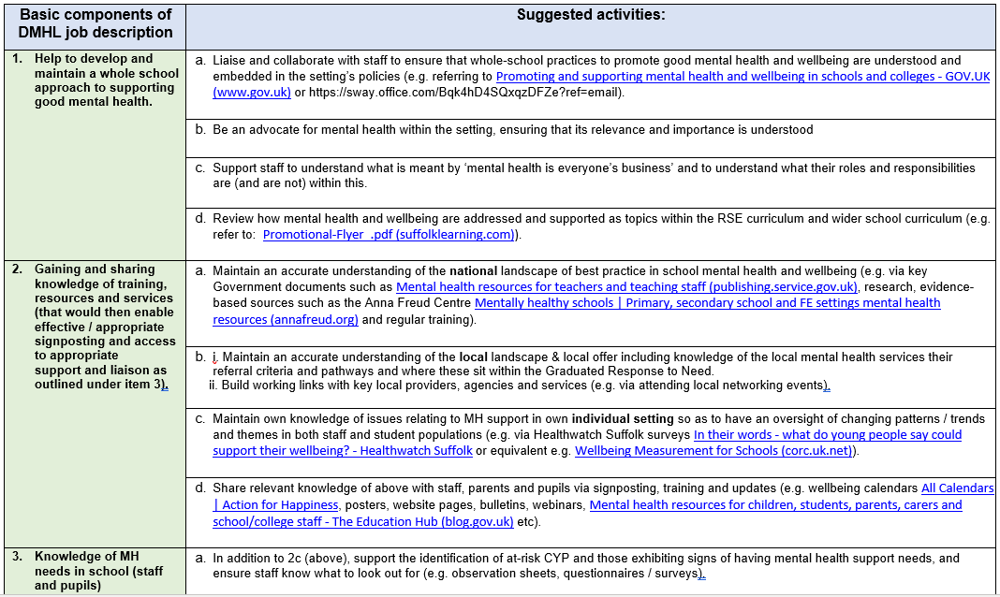 Basic components of
DMHL job description
Suggested activities:
1. Help to develop and
maintain a whole school
approach to supporting
good mental health.
a. Liaise and collaborate with staff to ensure that whole-school practices to promote good mental health and wellbeing are understood and
embedded in the setting's policies (e.g. referring to Promoting and supporting mental health and wellbeing in schools and colleges - GOV.UK
(www.gov.uk) or https://sway.office.com/Bqk4hD4SQxqzDFZe?ref=email).
b. Be an advocate for mental health within the setting, ensuring that its relevance and importance is understood
c. Support staff to understand what is meant by 'mental health is everyone's business' and to understand what their roles and responsibilities
are (and are not) within this.
d. Review how mental health and wellbeing are addressed and supported as topics within the RSE curriculum and wider school curriculum (e.g.
refer to: Promotional-Flyer_.pdf (suffolklearning.com)).
2. Gaining and sharing
knowledge of training,
resources and services
(that would then enable
effective / appropriate
signposting and access
to appropriate
support and liaison as
outlined under item 3).
a. Maintain an accurate understanding of the national landscape of best practice in school mental health and wellbeing (e.g. via key
Government documents such as Mental health resources for teachers and teaching staff (publishing.service.gov.uk), research, evidence-
based sources such as the Anna Freud Centre Mentally healthy schools | Primary, secondary school and FE settings mental health
resources (annafreud.org) and regular training).
b. i. Maintain an accurate understanding of the local landscape & local offer including knowledge of the local mental health services their
referral criteria and pathways and where these sit within the Graduated Response to Need.
ii. Build working links with key local providers, agencies and services (e.g. via attending local networking events).
c. Maintain own knowledge of issues relating to MH support in own individual setting so as to have an oversight of changing patterns / trends
and themes in both staff and student populations (e.g. via Healthwatch Suffolk surveys In their words - what do young people say could
support their wellbeing? - Healthwatch Suffolk or equivalent e.g. Wellbeing Measurement for Schools (corc.uk.net)).
d. Share relevant knowledge of above with staff, parents and pupils via signposting, training and updates (e.g. wellbeing calendars All Calendars
| Action for Happiness, posters, website pages, bulletins, webinars, Mental health resources for children, students, parents, carers and
school/college staff - The Education Hub (blog.gov.uk) etc).
3. Knowledge of MH
needs in school (staff
and pupils)
a. In addition to 2c (above), support the identification of at-risk CYP and those exhibiting signs of having mental health support needs, and
ensure staff know what to look out for (e.g. observation sheets, questionnaires / surveys).